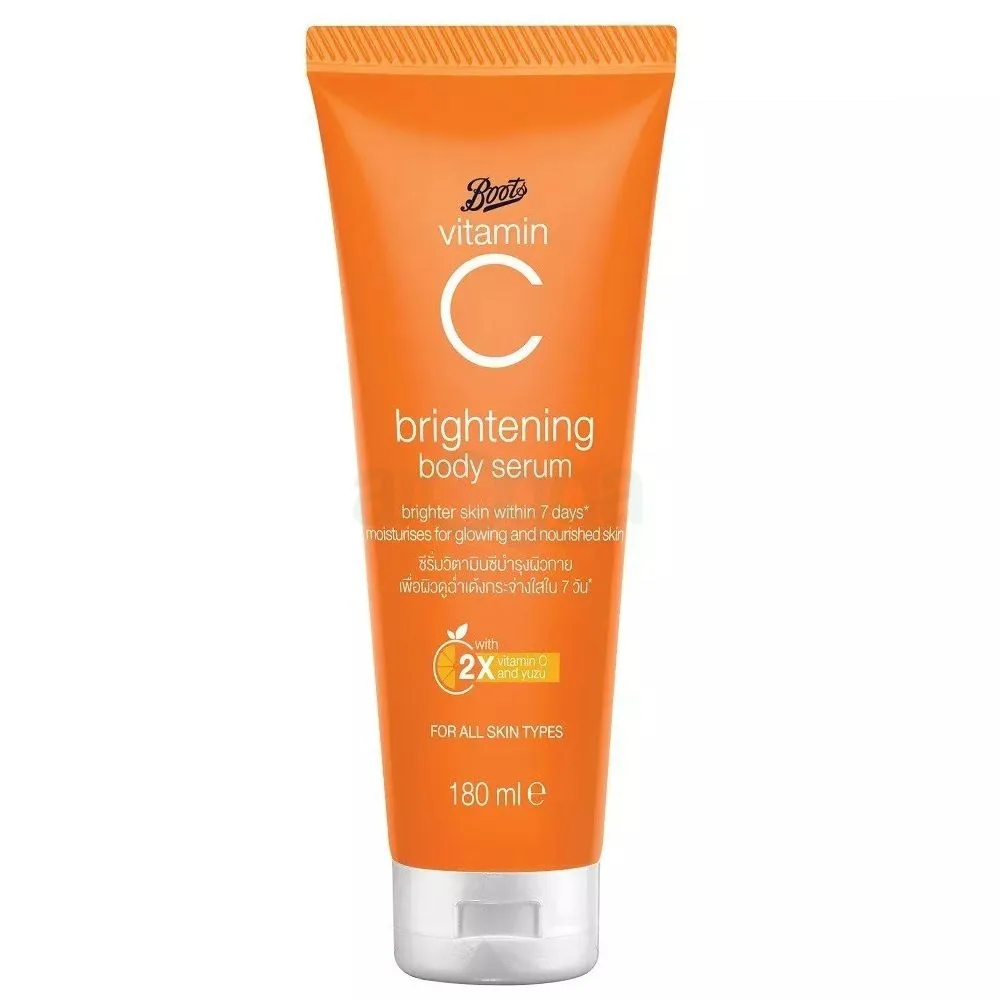 Boots
vitamin
C
brightening
body serum
brighter skin within 7 days*
moisturises for glowing and nourished skin
ซีรั่มวิตามินซีบำรุงผิวกาย
เพื่อผิวดูฉ่ำเด้งกระจ่างใสใน 7 วัน*
with
2X vitamin C
and yuzu
FOR ALL SKIN TYPES
180 ml e